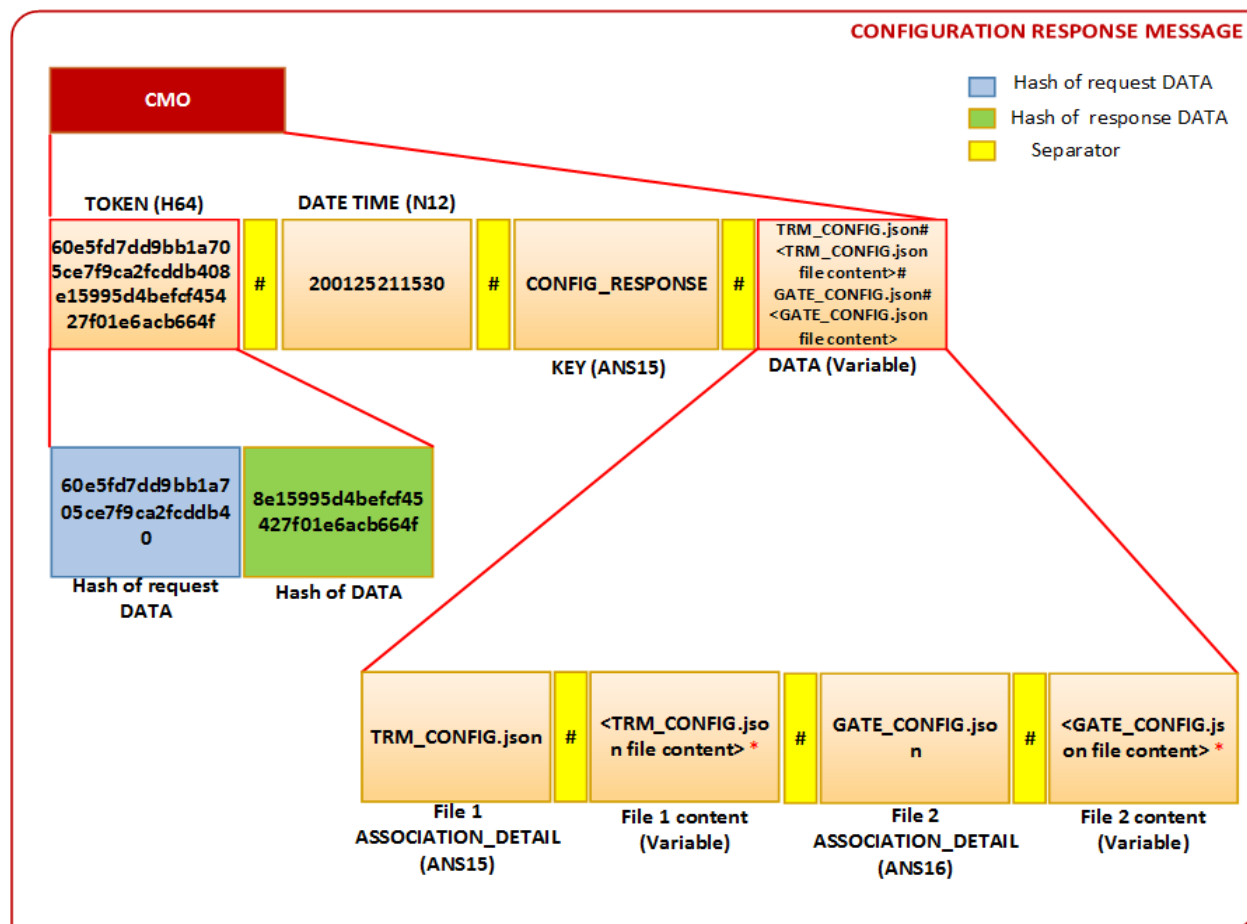 CONFIGURATION RESPONSE MESSAGE
CMO
Hash of request DATA
Hash of response DATA
Separator
TOKEN (H64)
DATE TIME (N12)
60e5fd7dd9bb1a70
5ce7f9ca2fcddb408
e15995d4befcf454
27f01e6acb664f
#
200125211530
#
CONFIG_RESPONSE
#
TRM_CONFIG.json#
<TRM_CONFIG.json
file content>#
GATE_CONFIG.json#
<GATE_CONFIG.json
file content>
KEY (ANS15)
DATA (Variable)
60e5fd7dd9bb1a7
05ce7f9ca2fcddb4
0
8e15995d4befcf45
427f01e6acb664f
Hash of request
DATA
Hash of DATA
TRM_CONFIG.json
#
<TRM_CONFIG.jso
n file content> *
#
GATE_CONFIG.jso
n
#
<GATE_CONFIG.js
on file content> *
File 1
ASSOCIATION_DETAIL
(ANS15)
File 1 content
(Variable)
File 2
ASSOCIATION_DETAIL
(ANS16)
File 2 content
(Variable)